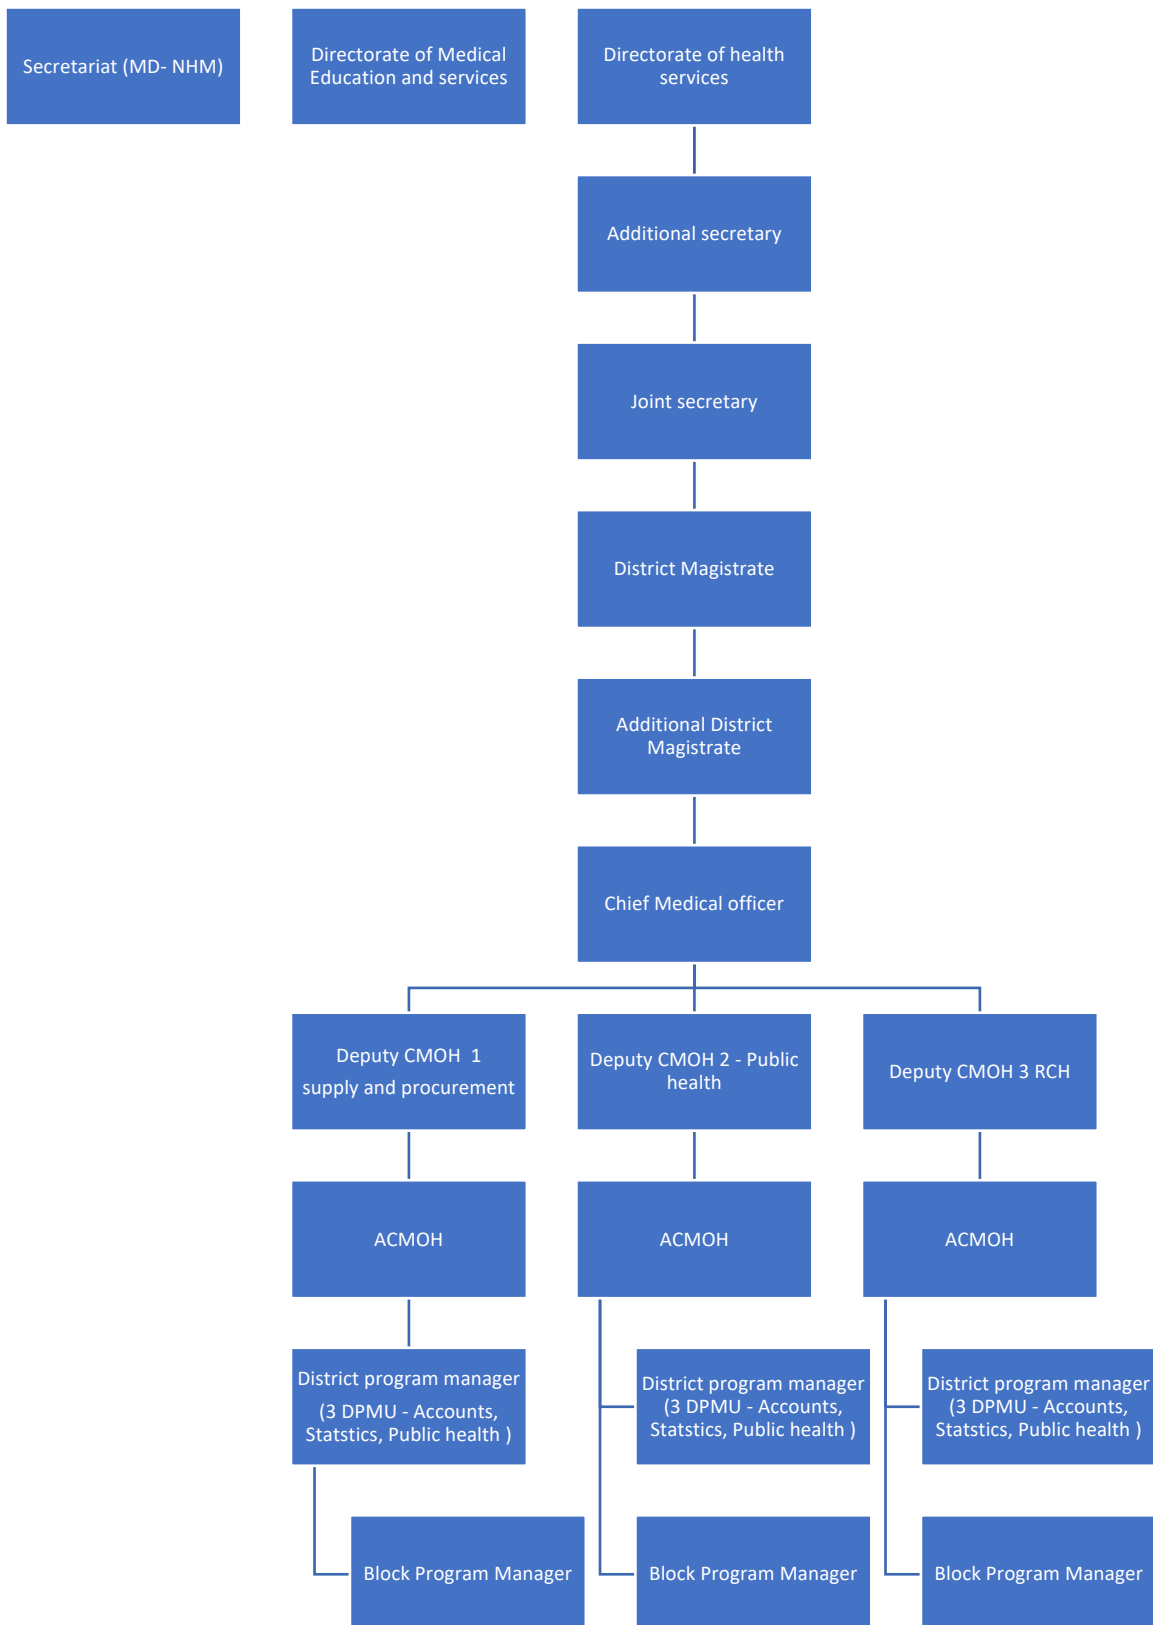 Secretariat (MD- NHM)
Directorate of Medical
Education and services
Directorate of health
services
Additional secretary
Joint secretary
District Magistrate
Additional District
Magistrate
Chief Medical officer
Deputy CMOH  1
supply and procurement
Deputy CMOH 2 - Public
health
Deputy CMOH 3 RCH
ACMOH
ACMOH
ACMOH
District program manager
(3 DPMU - Accounts,
Statstics, Public health )
District program manager
(3 DPMU - Accounts,
Statstics, Public health )
District program manager
(3 DPMU - Accounts,
Statstics, Public health )
Block Program Manager
Block Program Manager
Block Program Manager